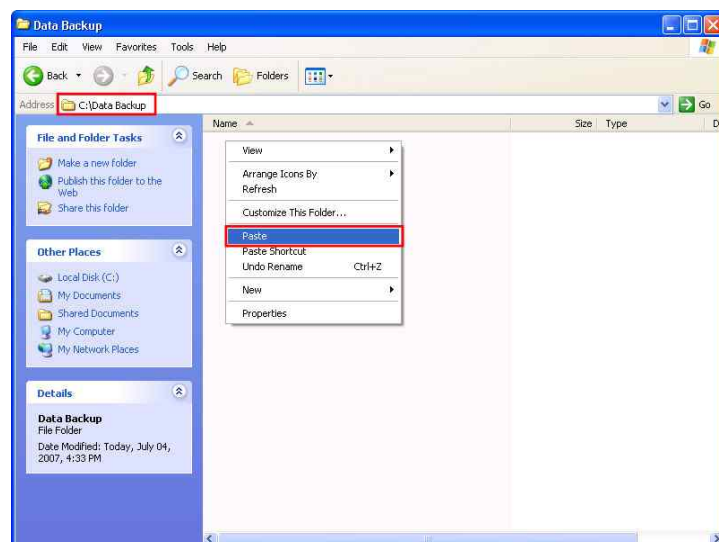 Data Backup
File Edit View Favorites Tools Help
Back Search Folders
Address C:\Data Backup Go
Name Size Type D
File and Folder Tasks
Make a new folder
Publish this folder to the
Web
Share this folder
Other Places
Local Disk (C:)
My Documents
Shared Documents
My Computer
My Network Places
Details
Data Backup
File Folder
Date Modified: Today, July 04,
2007, 4:33 PM
View
Arrange Icons By
Refresh
Customize This Folder...
Paste
Paste Shortcut
Undo Rename Ctrl+Z
New
Properties